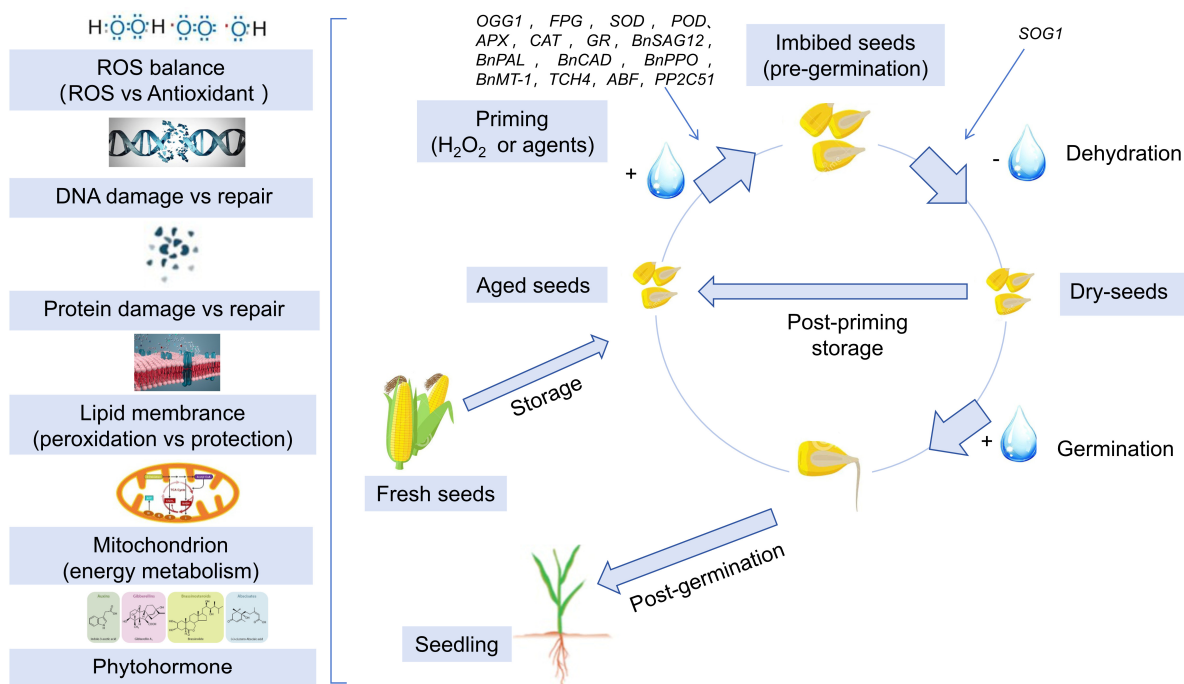 H:O:O:H ·O:O ·O:H
ROS balance
(ROS vs Antioxidant )
DNA damage vs repair
Protein damage vs repair
Lipid membrance
(peroxidation vs protection)
Mitochondrion
(energy metabolism)
Phytohormone
OGG1 , FPG , SOD , POD、
APX , CAT , GR , BnSAG12 ,
BnPAL , BnCAD , BnPPO ,
BnMT-1 , TCH4 , ABF , PP2C51
Imbibed seeds
(pre-germination)
SOG1
Priming
(H₂O₂ or agents)
+
-
Dehydration
Aged seeds
Dry-seeds
Post-priming
storage
Storage
Fresh seeds
+
Germination
Post-germination
Seedling